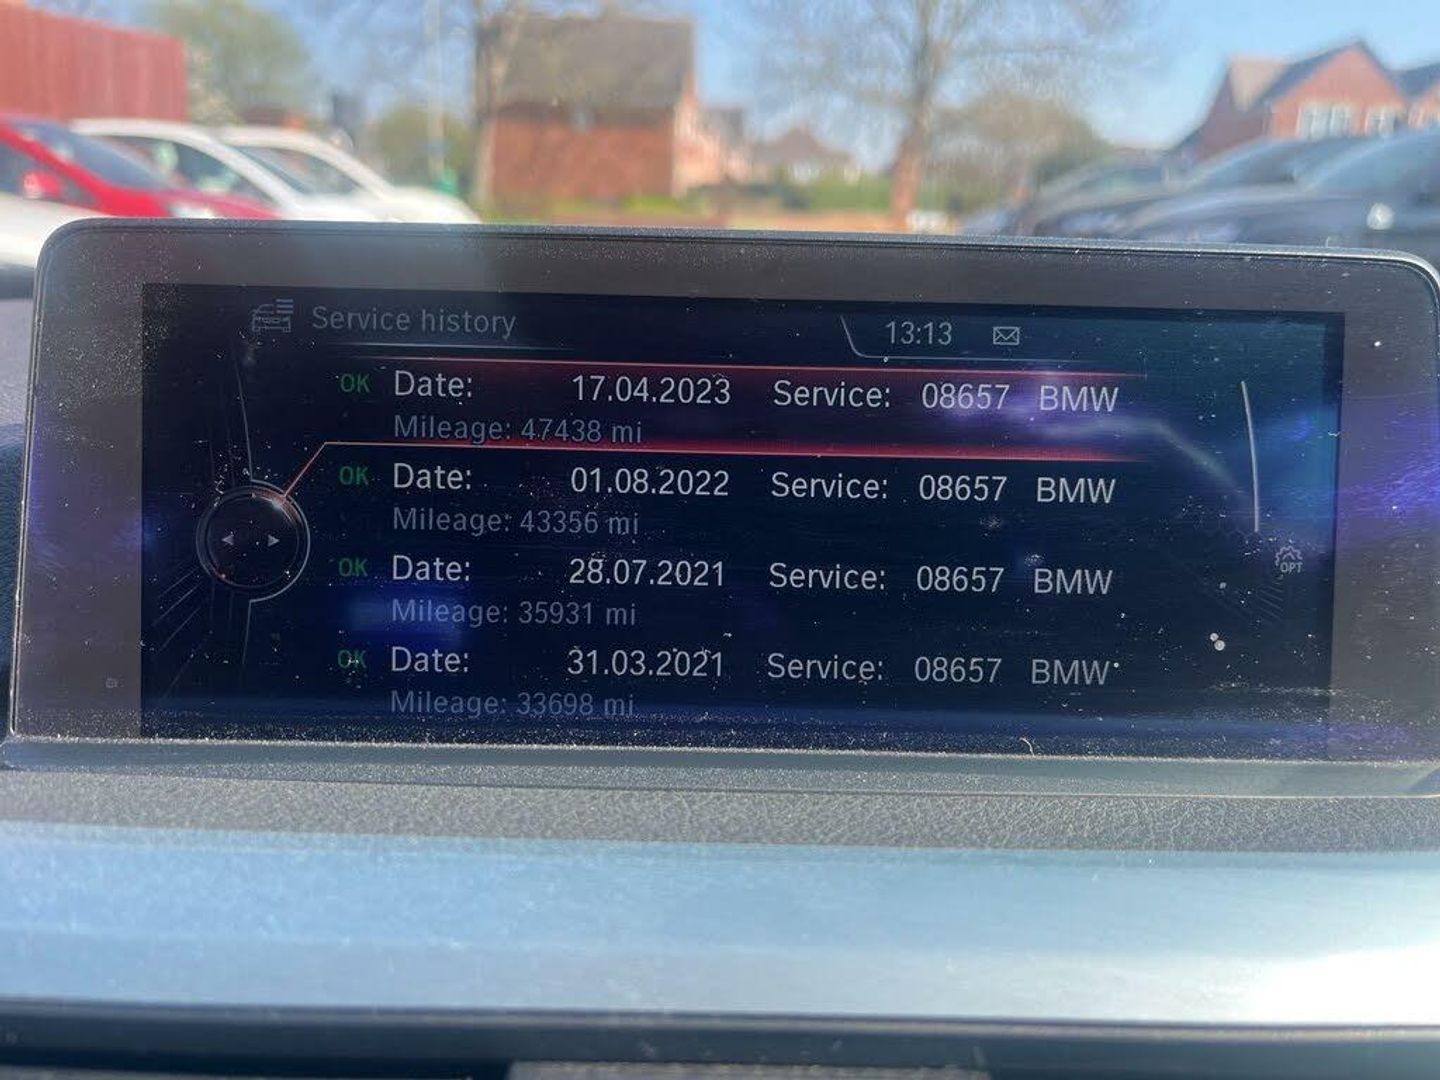 Service history 13:13
OK Date: 17.04.2023 Service: 08657 BMW
Mileage: 47438 mi
OK Date: 01.08.2022 Service: 08657 BMW
Mileage: 43356 mi
OK Date: 28.07.2021 Service: 08657 BMW
Mileage: 35931 mi
OPT
OK Date: 31.03.2021 Service: 08657 BMW
Mileage: 33698 mi